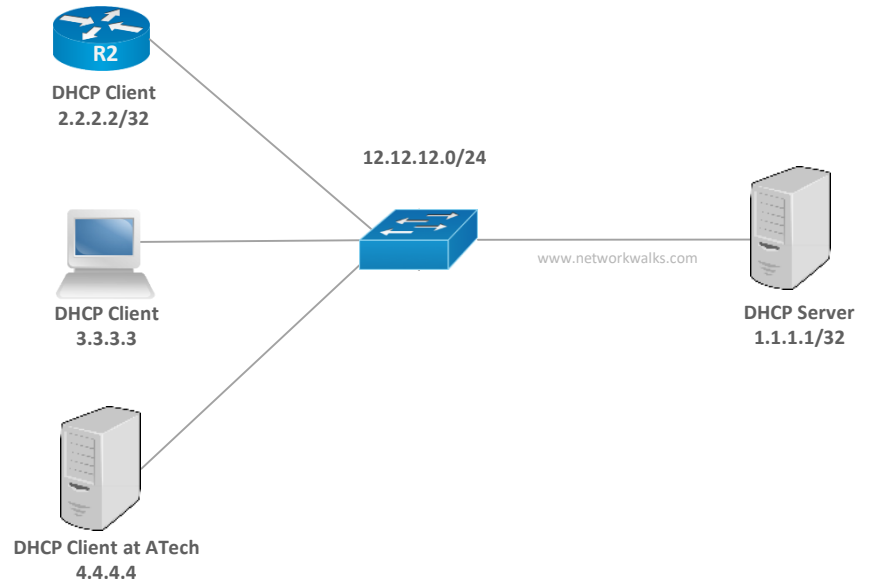 R2
DHCP Client
2.2.2.2/32
12.12.12.0/24
www.networkwalks.com
DHCP Client
3.3.3.3
DHCP Server
1.1.1.1/32
DHCP Client at ATech
4.4.4.4